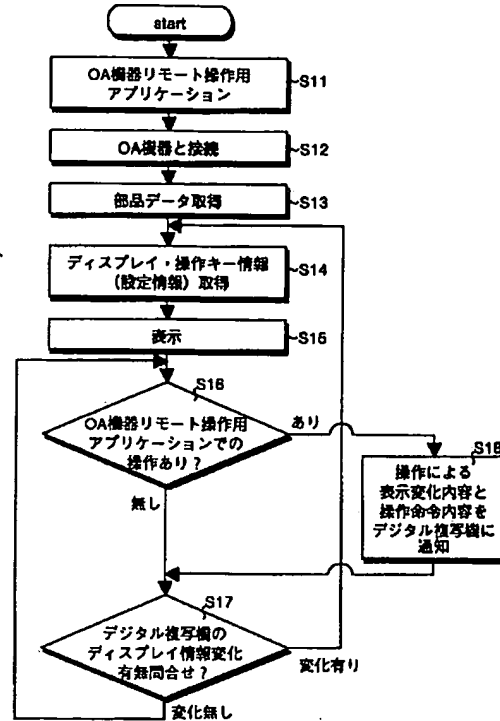 start
OA機器リモート操作用
アプリケーション
S11
OA機器と接続
S12
部品データ取得
S13
ディスプレイ・操作キー情報
(設定情報)取得
S14
表示
S15
S16
OA機器リモート操作用
アプリケーションでの
操作あり?
あり
無し
S18
操作による
表示変化内容と
操作命令内容を
デジタル複写機に
通知
S17
デジタル複写機の
ディスプレイ情報変化
有無問合せ?
変化有り
変化無し